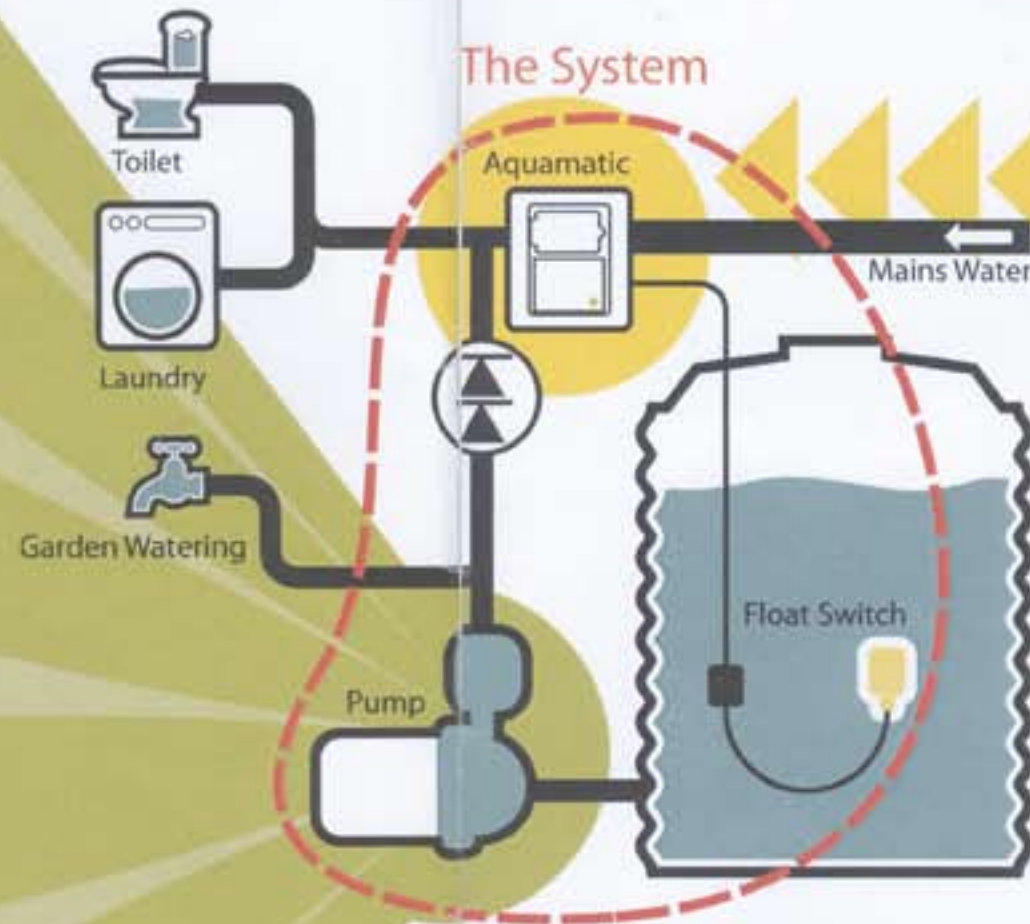 The System
Toilet
Aquamatic
Mains Water
Laundry
Garden Watering
Float Switch
Pump